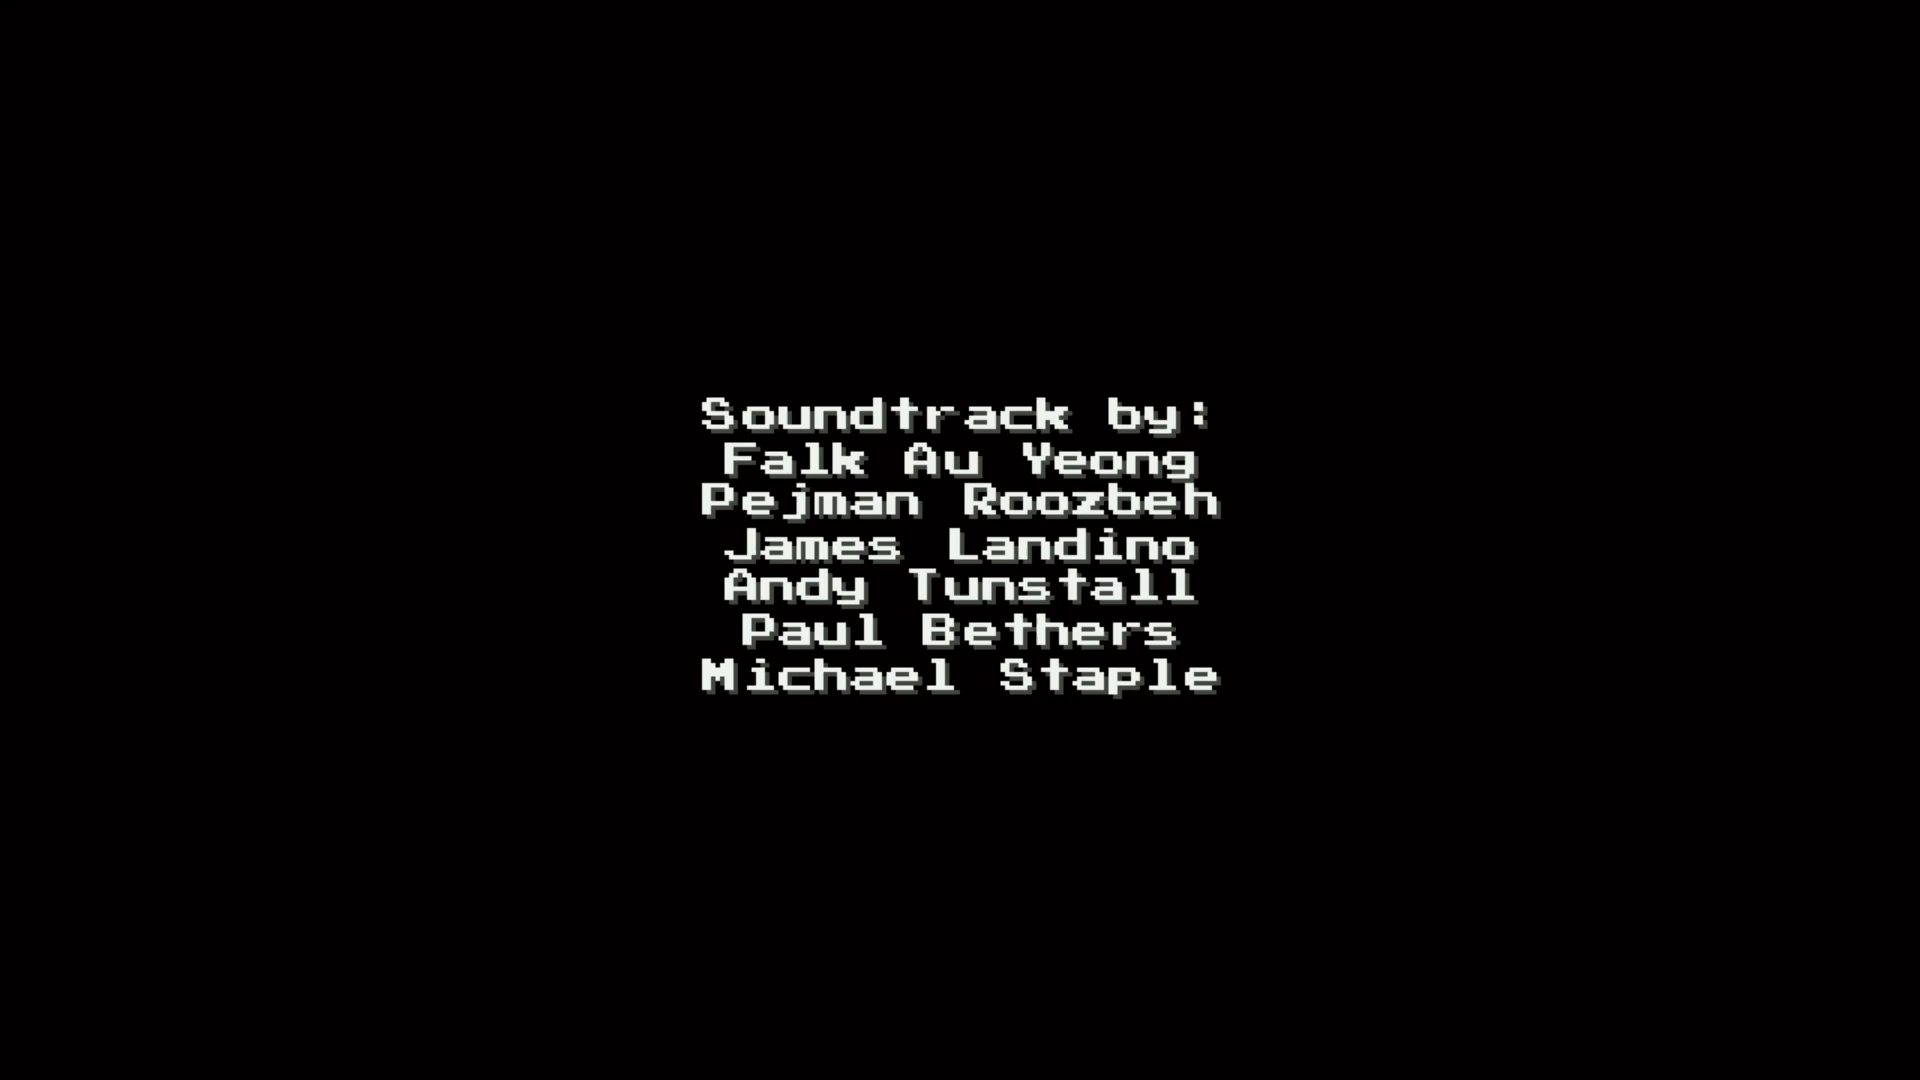 Soundtrack by:
Falk Au Yeong
Pejman Roozbeh
James Landino
Andy Tunstall
Paul Bethers
Michael Staple